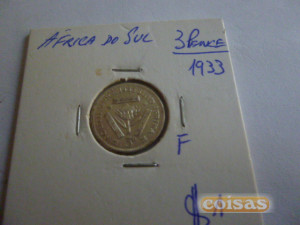 ÁFRICA DO SUL
3 PENCE
1933
F
coisas